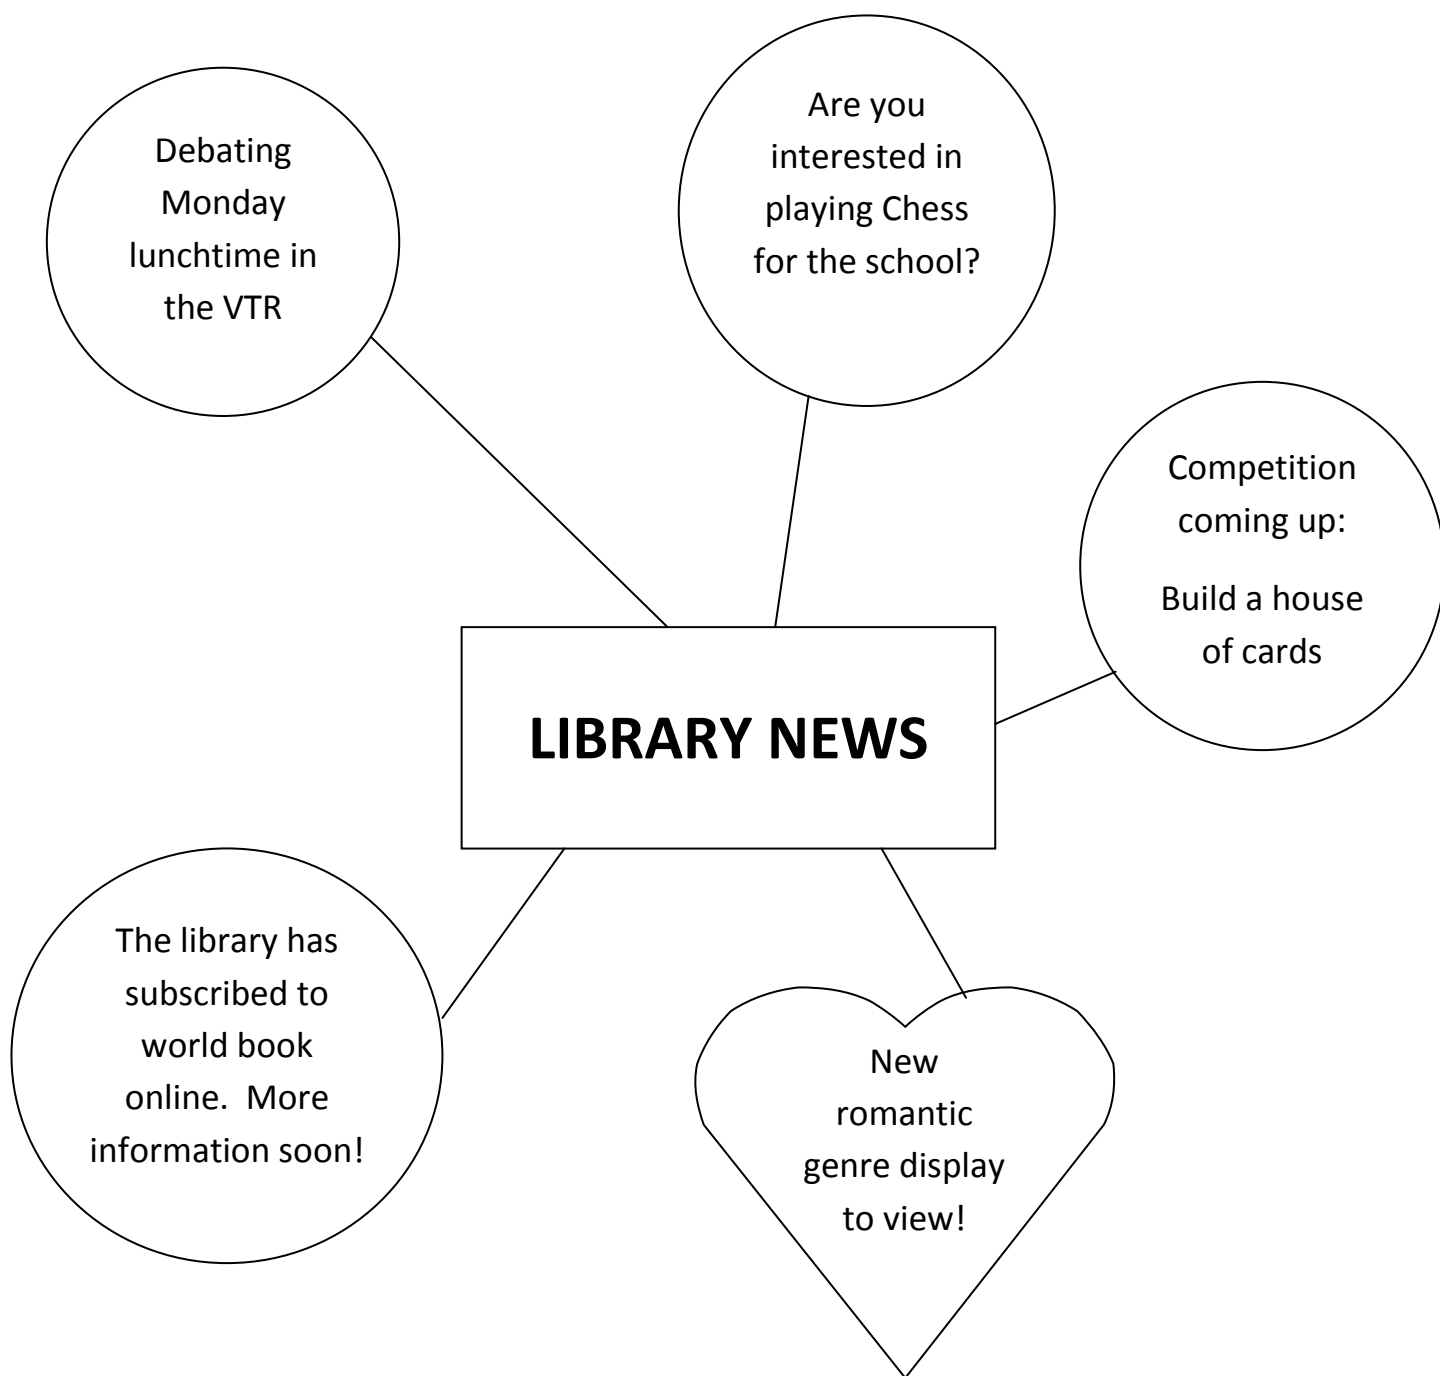 Debating
Monday
lunchtime in
the VTR
Are you
interested in
playing Chess
for the school?
Competition
coming up:
Build a house
of cards
LIBRARY NEWS
The library has
subscribed to
world book
online.  More
information soon!
New
romantic
genre display
to view!